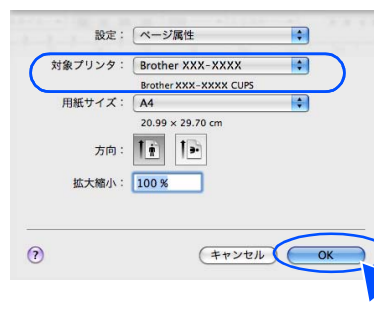 設定： ページ属性
対象プリンタ： Brother XXX-XXXX
Brother XXX-XXXX CUPS
用紙サイズ： A4
20.99 x 29.70 cm
方向：
拡大縮小： 100 %
? キャンセル OK